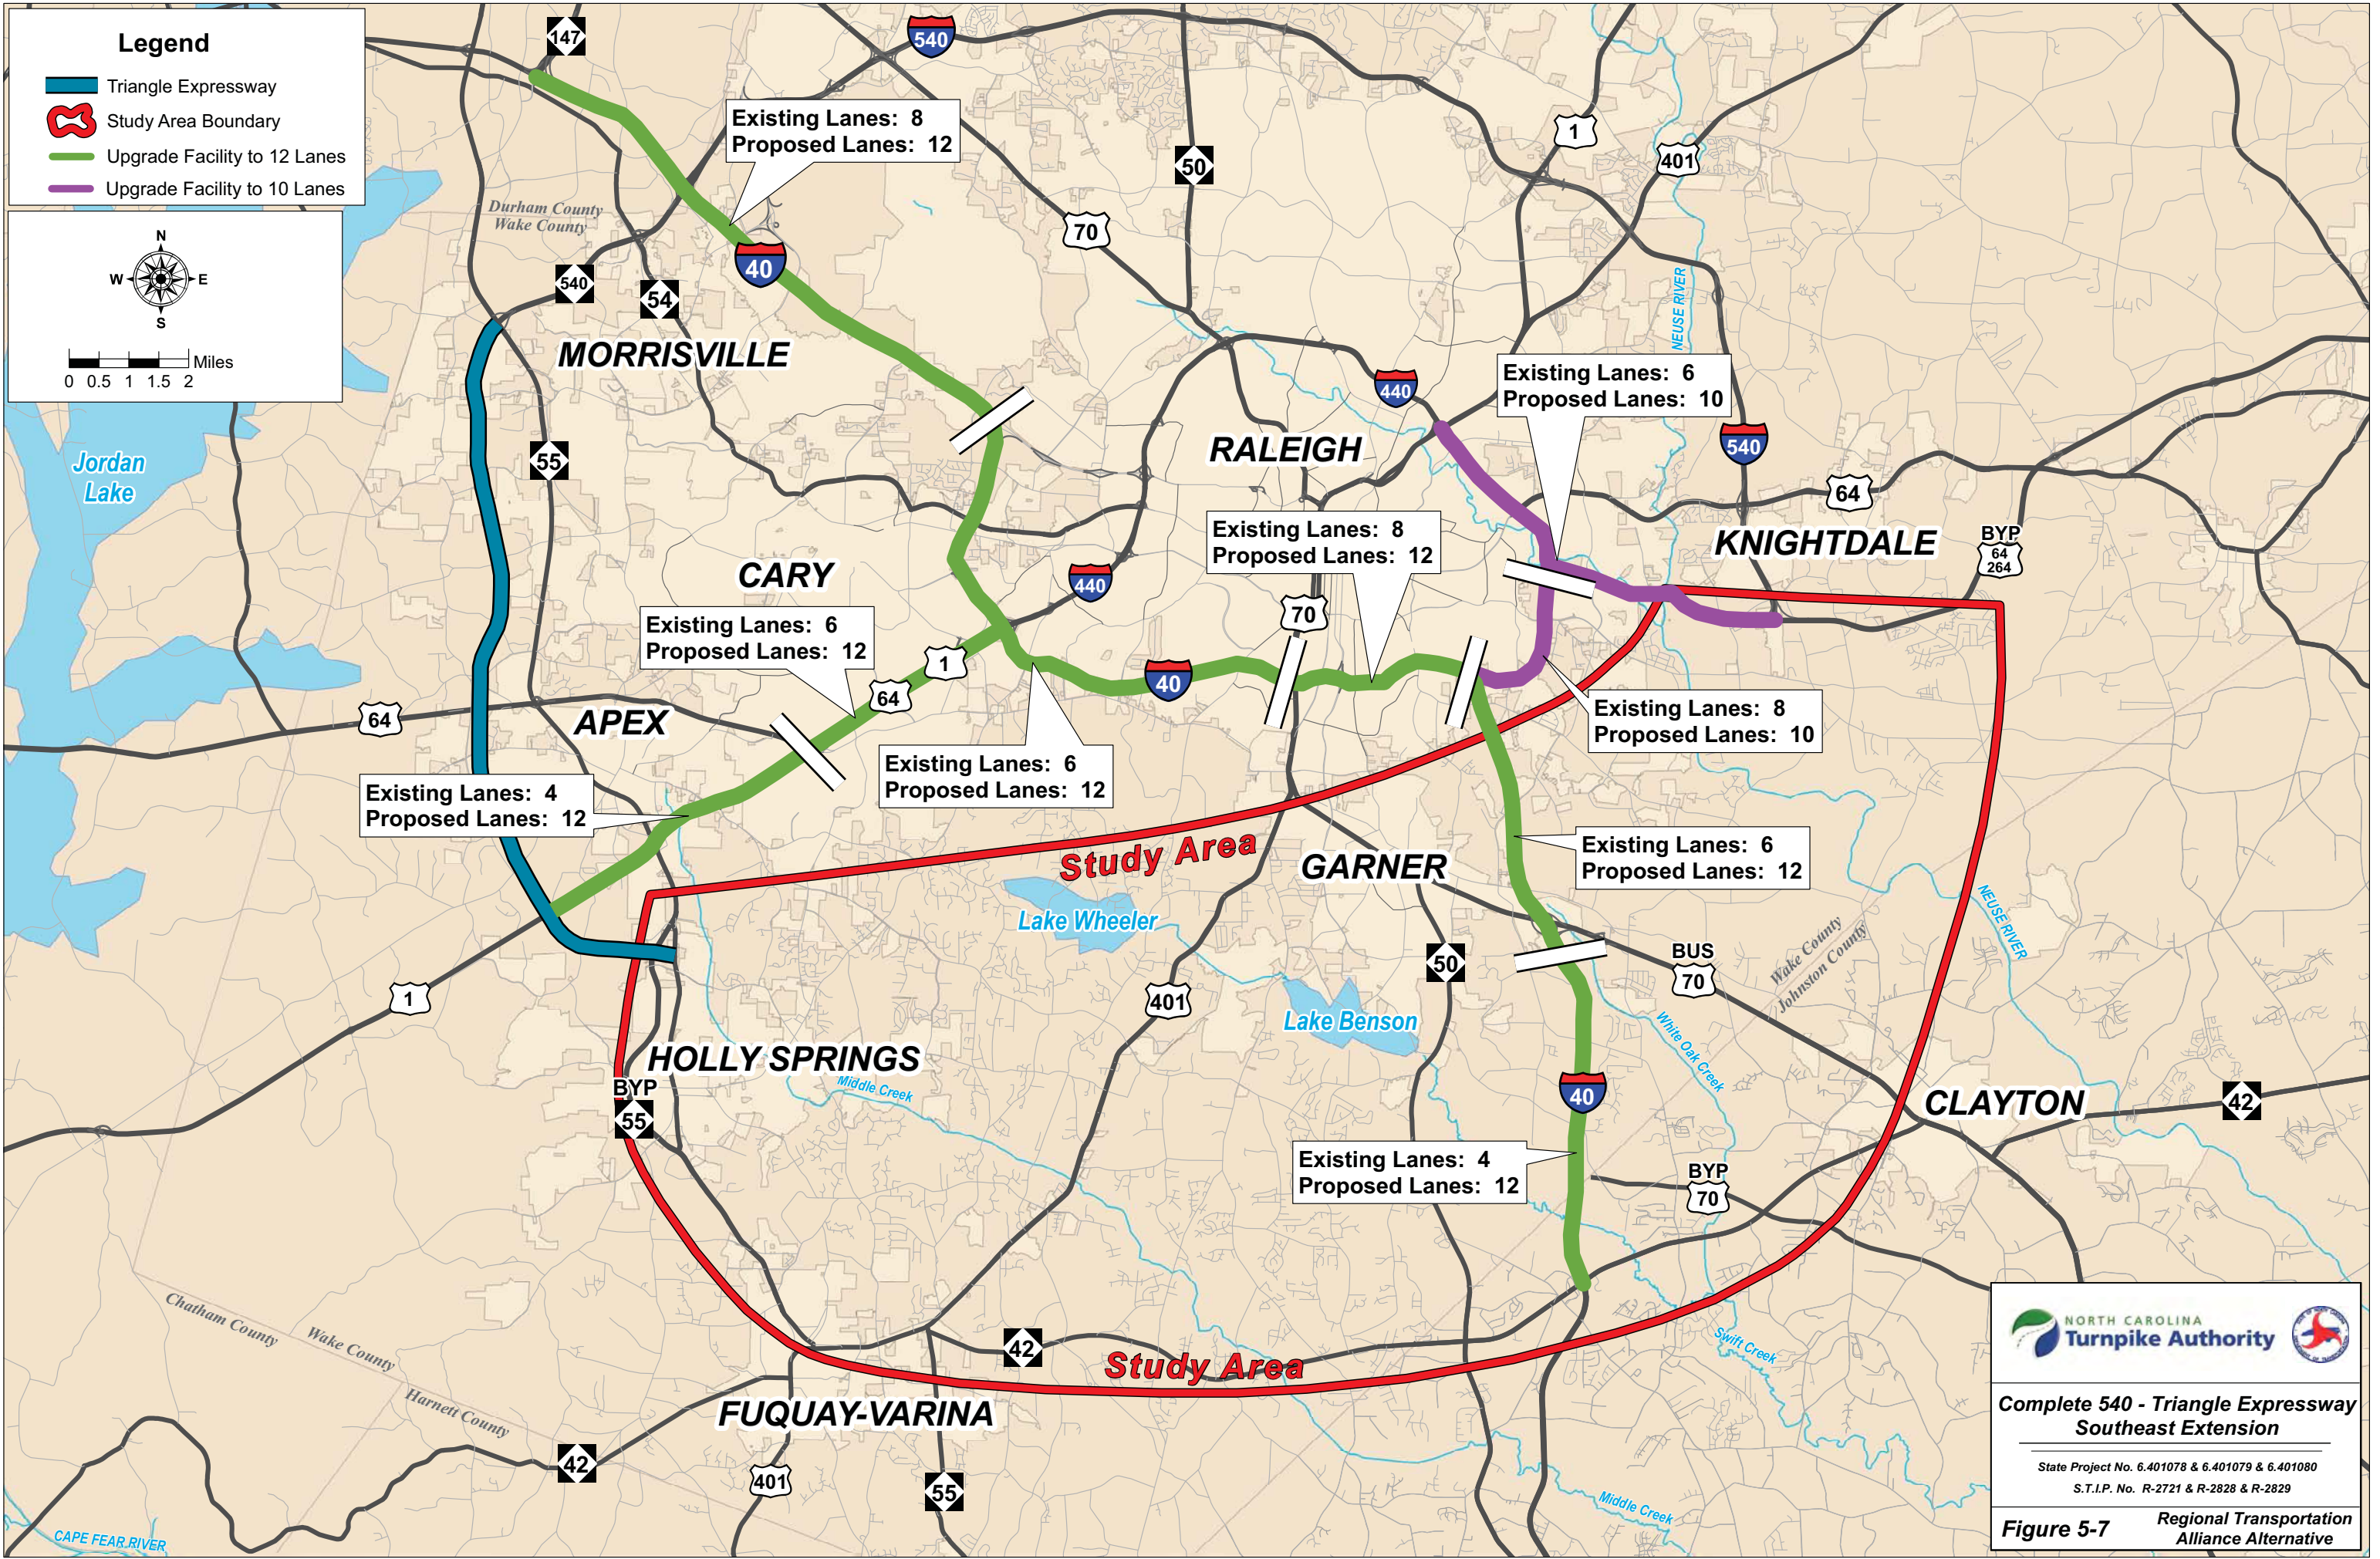 Legend
Triangle Expressway
Study Area Boundary
Upgrade Facility to 12 Lanes
Upgrade Facility to 10 Lanes
N
W E
S
Miles
0 0.5 1 1.5 2
147
540
Existing Lanes: 8
Proposed Lanes: 12
50
1
401
70
Durham County
Wake County
540
54
40
MORRISVILLE
NEUSE RIVER
440
Existing Lanes: 6
Proposed Lanes: 10
540
RALEIGH
55
Jordan
Lake
64
Existing Lanes: 8
Proposed Lanes: 12
KNIGHTDALE
BYP
64
264
CARY
440
70
Existing Lanes: 6
Proposed Lanes: 12
1
64
40
64
APEX
Existing Lanes: 8
Proposed Lanes: 10
Existing Lanes: 6
Proposed Lanes: 12
Existing Lanes: 4
Proposed Lanes: 12
Study Area
GARNER
Existing Lanes: 6
Proposed Lanes: 12
Lake Wheeler
NEUSE RIVER
Wake County
Johnston County
50
BUS
70
1
401
Lake Benson
White Oak Creek
HOLLY SPRINGS
Middle Creek
BYP
55
40
CLAYTON
42
Existing Lanes: 4
Proposed Lanes: 12
BYP
70
Chatham County
Wake County
Harnett County
42
Study Area
Swift Creek
FUQUAY-VARINA
42
401
55
Middle Creek
CAPE FEAR RIVER
NORTH CAROLINA
Turnpike Authority
Complete 540 - Triangle Expressway
Southeast Extension
State Project No. 6.401078 & 6.401079 & 6.401080
S.T.I.P. No. R-2721 & R-2828 & R-2829
Figure 5-7
Regional Transportation
Alliance Alternative